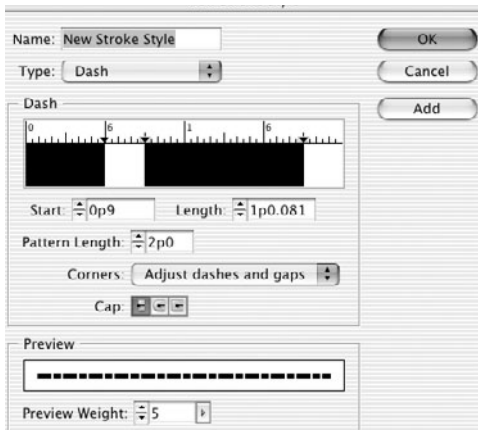 Name: New Stroke Style
OK
Type: Dash
Cancel
Add
Dash
0 6 1 6
Start: 0p9 Length: 1p0.081
Pattern Length: 2p0
Corners: Adjust dashes and gaps
Cap:
Preview
Preview Weight: 5